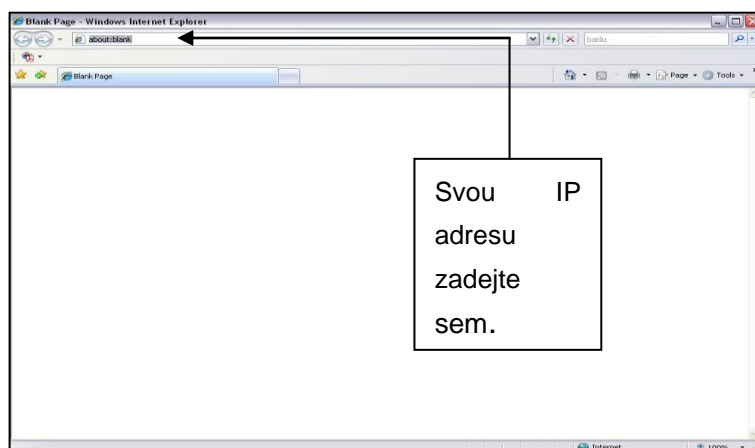 Blank Page - Windows Internet Explorer
about:blank
baidu
Blank Page
Page
Tools
Svou IP
adresu
zadejte
sem.
Internet
100%